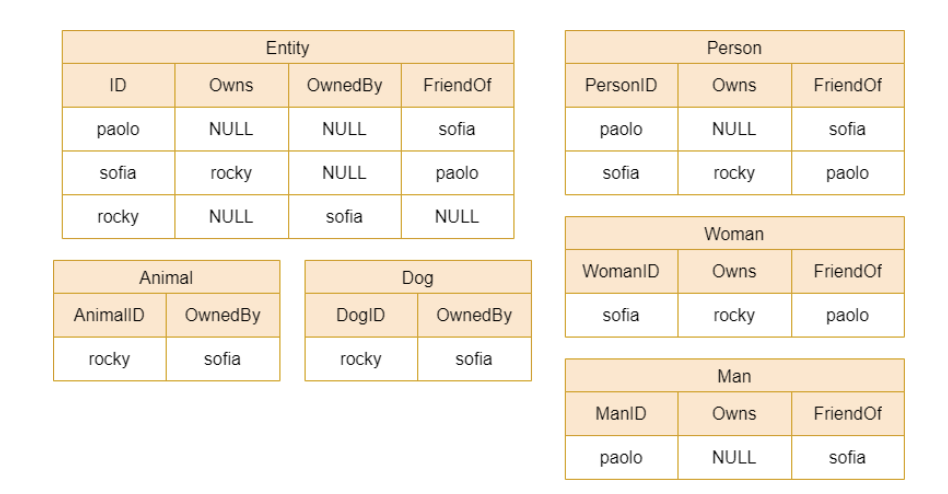 Entity
ID Owns OwnedBy FriendOf
paolo NULL NULL sofia
sofia rocky NULL paolo
rocky NULL sofia NULL
Animal
AnimalID OwnedBy
rocky sofia
Dog
DogID OwnedBy
rocky sofia
Person
PersonID Owns FriendOf
paolo NULL sofia
sofia rocky paolo
Woman
WomanID Owns FriendOf
sofia rocky paolo
Man
ManID Owns FriendOf
paolo NULL sofia